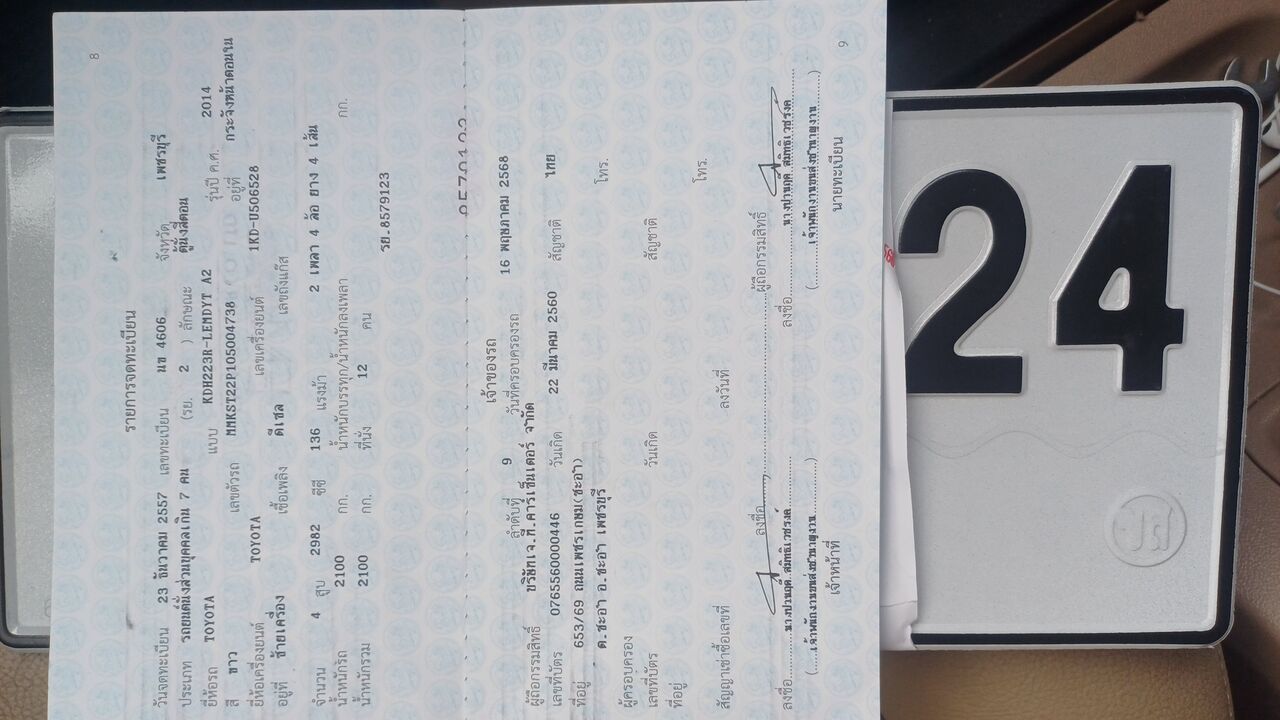 8
รายการจดทะเบียน
วันจดทะเบียน 23 ธันวาคม 2557 เลขทะเบียน นข 4606 จังหวัด เพชรบุรี
ประเภท รถยนต์นั่งส่วนบุคคลเกิน 7 คน (รย. 2 ) ลักษณะ ตู้นั่งสี่ตอน
ยี่ห้อรถ TOYOTA แบบ KDH223R-LEMDYT A2 รุ่นปี ค.ศ. 2014
สี ขาว เลขตัวรถ MMKST22P105004738 อยู่ที่ กระจังหน้าตอนใน
ยี่ห้อเครื่องยนต์ TOYOTA เลขเครื่องยนต์ 1KD-U506528
อยู่ที่ ซ้ายเครื่อง เชื้อเพลิง ดีเซล เลขถังแก๊ส
จำนวน 4 สูบ 2982 ซีซี 136 แรงม้า 2 เพลา 4 ล้อ ยาง 4 เส้น
น้ำหนักรถ 2100 กก. น้ำหนักบรรทุก/น้ำหนักลงเพลา กก.
น้ำหนักรวม 2100 กก. ที่นั่ง 12 คน
รย.8579123
เจ้าของรถ
ลำดับที่ 9 วันที่ครอบครองรถ 16 พฤษภาคม 2568
ผู้ถือกรรมสิทธิ์ บริษัทเจ.ที.คาร์เซ็นเตอร์ จำกัด
เลขที่บัตร 0765560000446 วันเกิด 22 มีนาคม 2560 สัญชาติ ไทย
ที่อยู่ 653/69 ถนนเพชรเกษม(ชะอำ) โทร.
ต.ชะอำ อ.ชะอำ เพชรบุรี
ผู้ครอบครอง
เลขที่บัตร วันเกิด สัญชาติ
ที่อยู่ โทร.
สัญญาเช่าซื้อเลขที่ ลงวันที่
ลงชื่อ ผู้ถือกรรมสิทธิ์
ลงชื่อ ลงชื่อ
เจ้าหน้าที่ นายทะเบียน
9
24